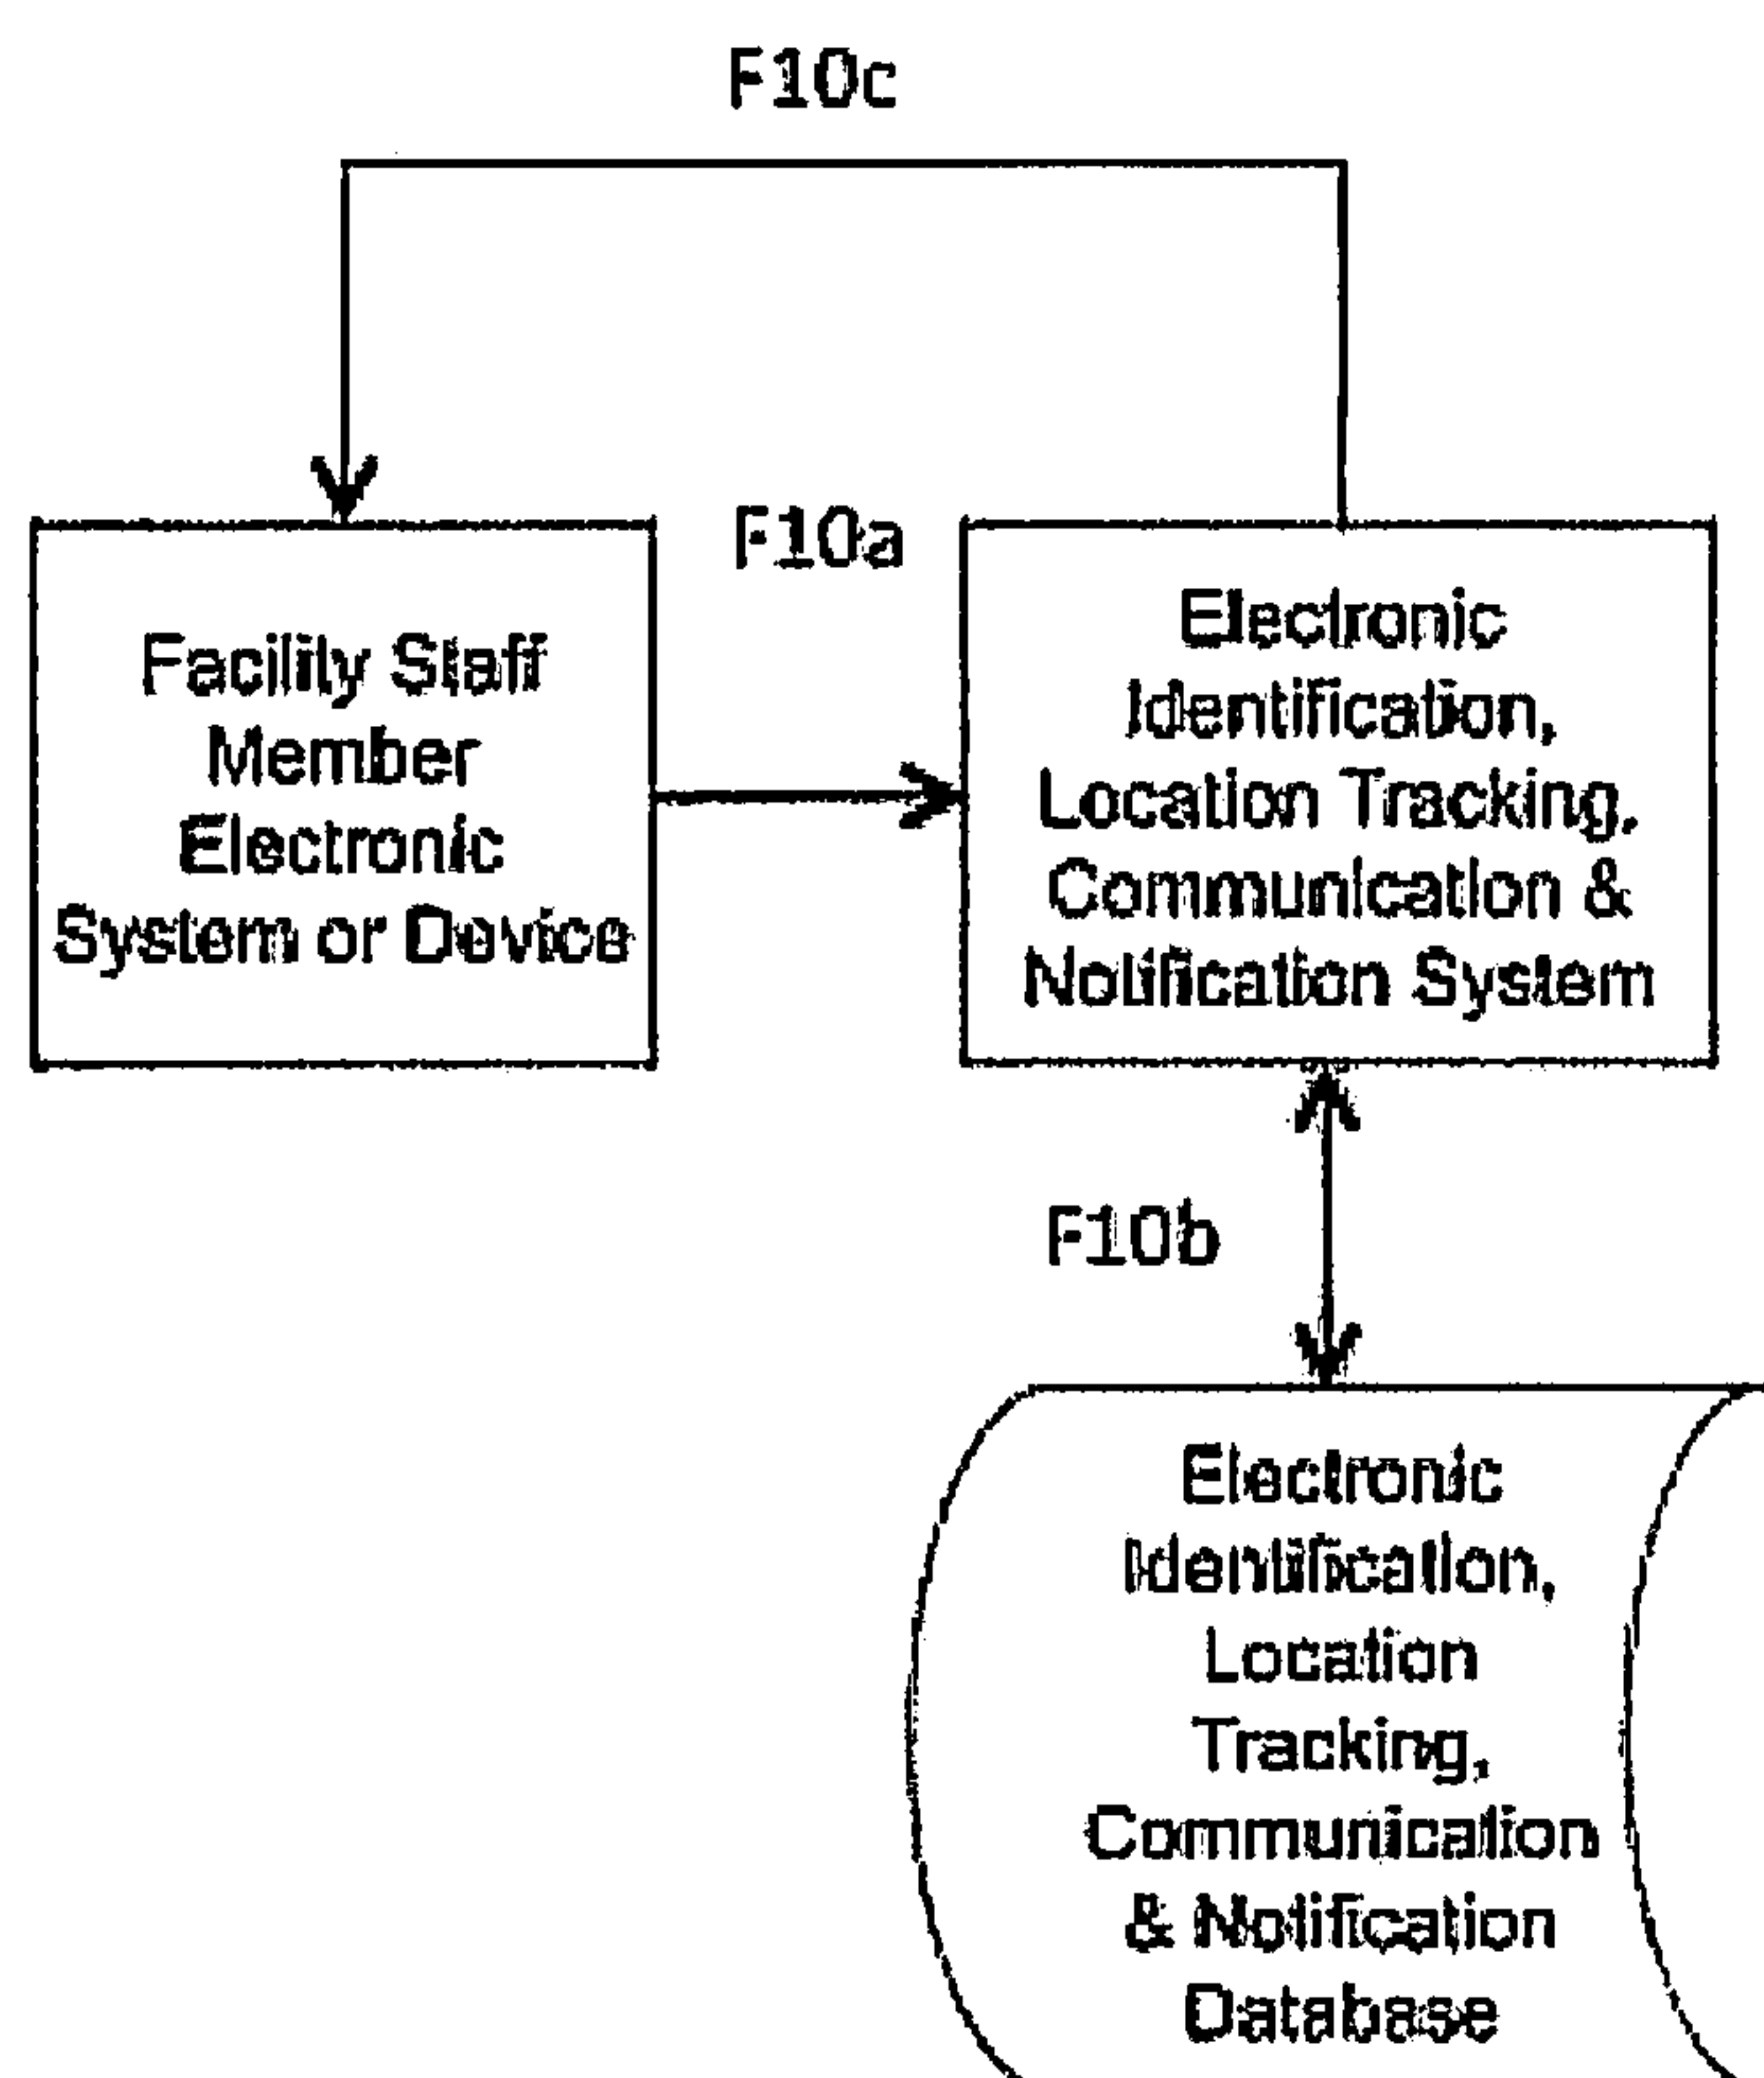 F10c
F10a
Facility Staff
Member
Electronic
System or Device
Electronic
Identification,
Location Tracking,
Communication &
Notification System
F10b
Electronic
Identification,
Location
Tracking,
Communication
& Notification
Database